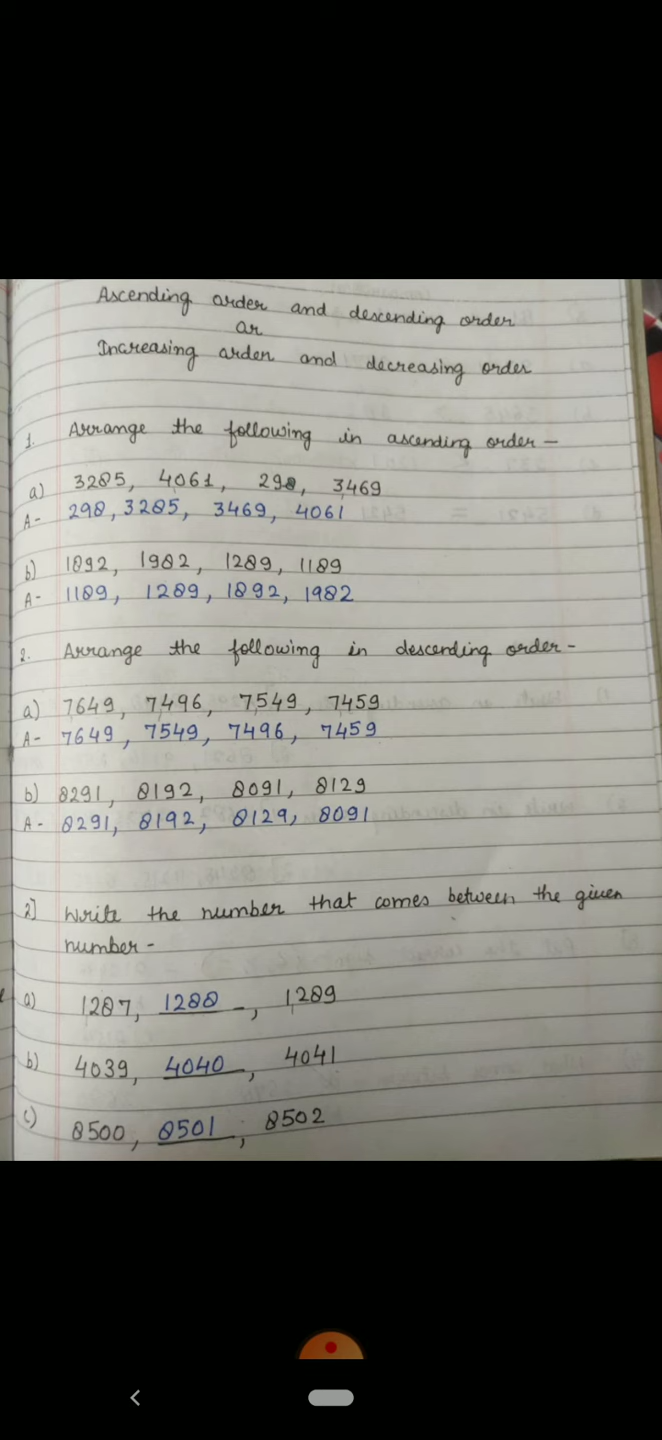 Ascending order and descending order
or
Increasing order and decreasing order
1. Arrange the following in ascending order -
a) 3285, 4061, 298, 3469
A- 298, 3285, 3469, 4061
b) 1892, 1982, 1289, 1189
A- 1189, 1289, 1892, 1982
2. Arrange the following in descending order -
a) 7649, 7496, 7549, 7459
A- 7649, 7549, 7496, 7459
b) 8291, 8192, 8091, 8129
A- 8291, 8192, 8129, 8091
2] Write the number that comes between the given
number -
a) 1287, 1288, 1289
b) 4039, 4040, 4041
c) 8500, 8501, 8502